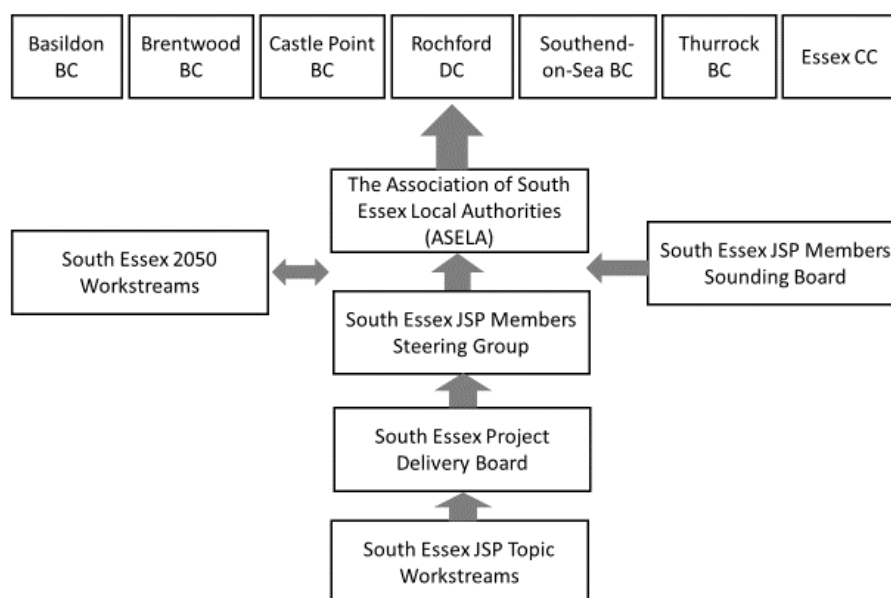 Basildon
BC
Brentwood
BC
Castle Point
BC
Rochford
DC
Southend-
on-Sea BC
Thurrock
BC
Essex CC
The Association of South
Essex Local Authorities
(ASELA)
South Essex 2050
Workstreams
South Essex JSP Members
Sounding Board
South Essex JSP Members
Steering Group
South Essex Project
Delivery Board
South Essex JSP Topic
Workstreams